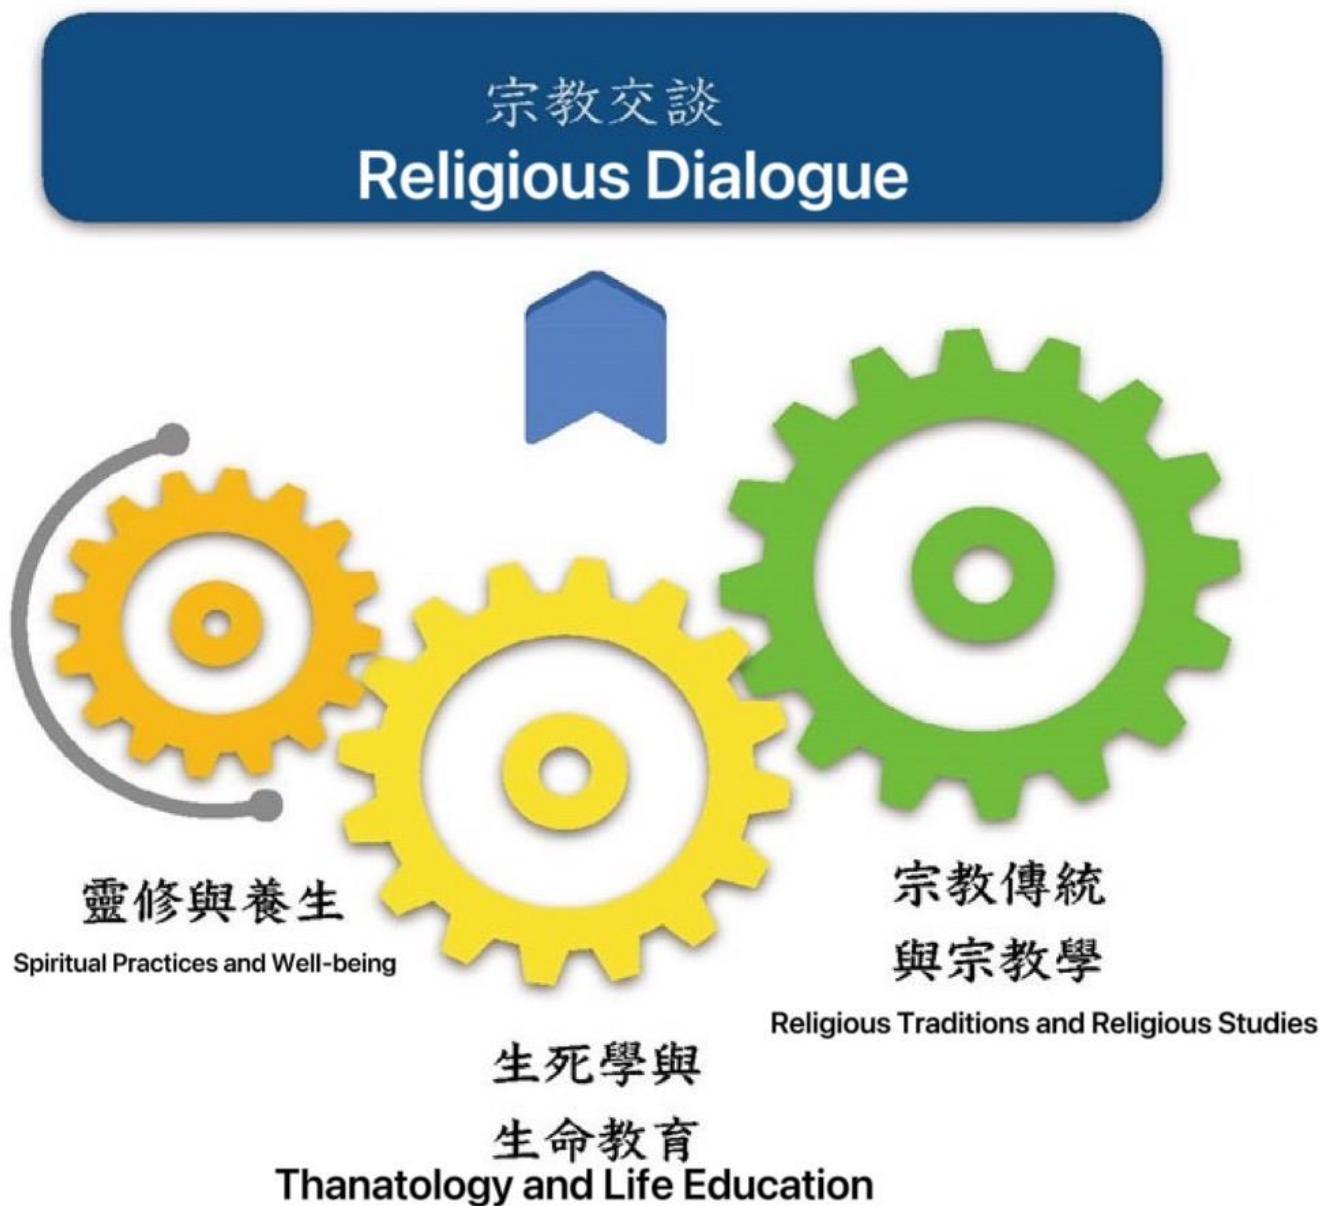 宗教交談
Religious Dialogue
靈修與養生
Spiritual Practices and Well-being
生死學與
生命教育
Thanatology and Life Education
宗教傳統
與宗教學
Religious Traditions and Religious Studies